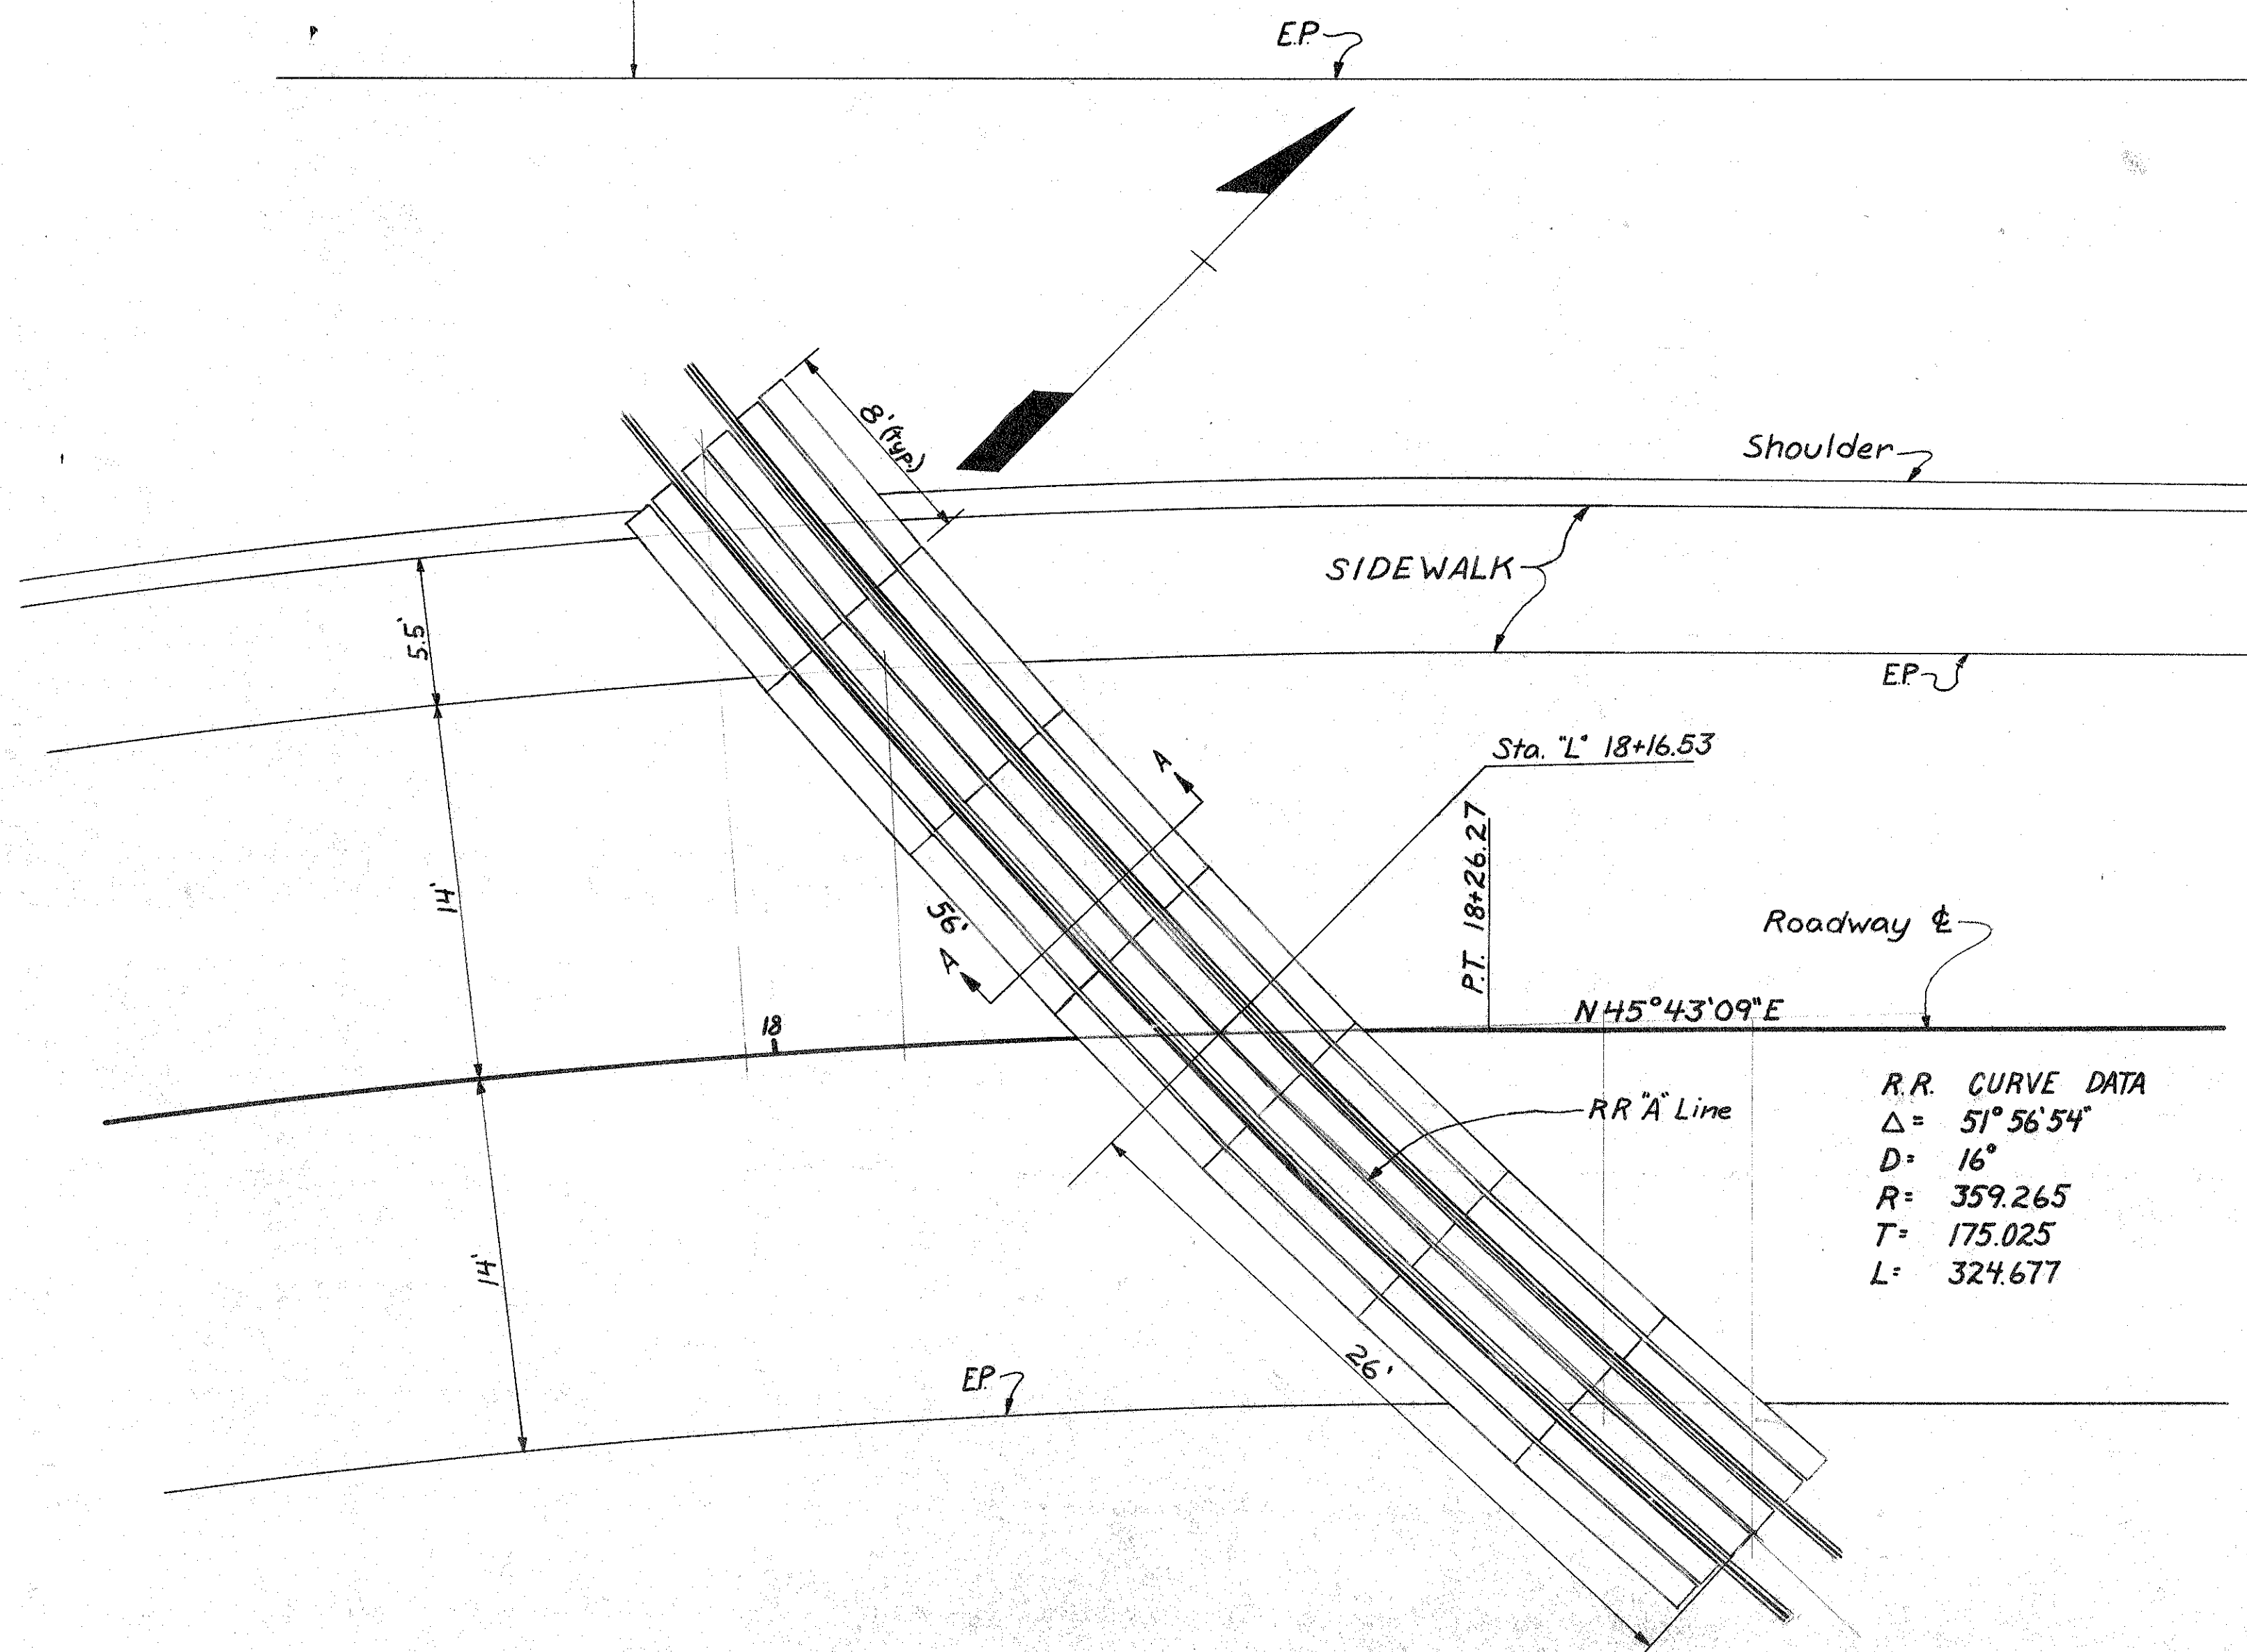 E.P.
8' (typ.)
Shoulder
SIDEWALK
5.5'
E.P.
Sta. "L" 18+16.53
A
P.T. 18+26.27
14'
56'
A
Roadway ℄
N 45° 43' 09" E
18
R.R. CURVE DATA
Δ= 51° 56' 54"
D= 16°
R= 359.265
T= 175.025
L= 324.677
RR "A" Line
14'
26'
E.P.